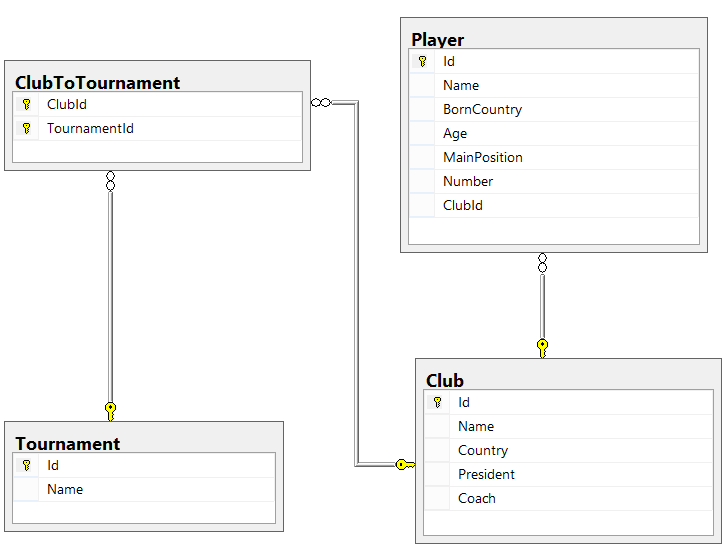 ClubToTournament
ClubId
TournamentId
Player
Id
Name
BornCountry
Age
MainPosition
Number
ClubId
Tournament
Id
Name
Club
Id
Name
Country
President
Coach